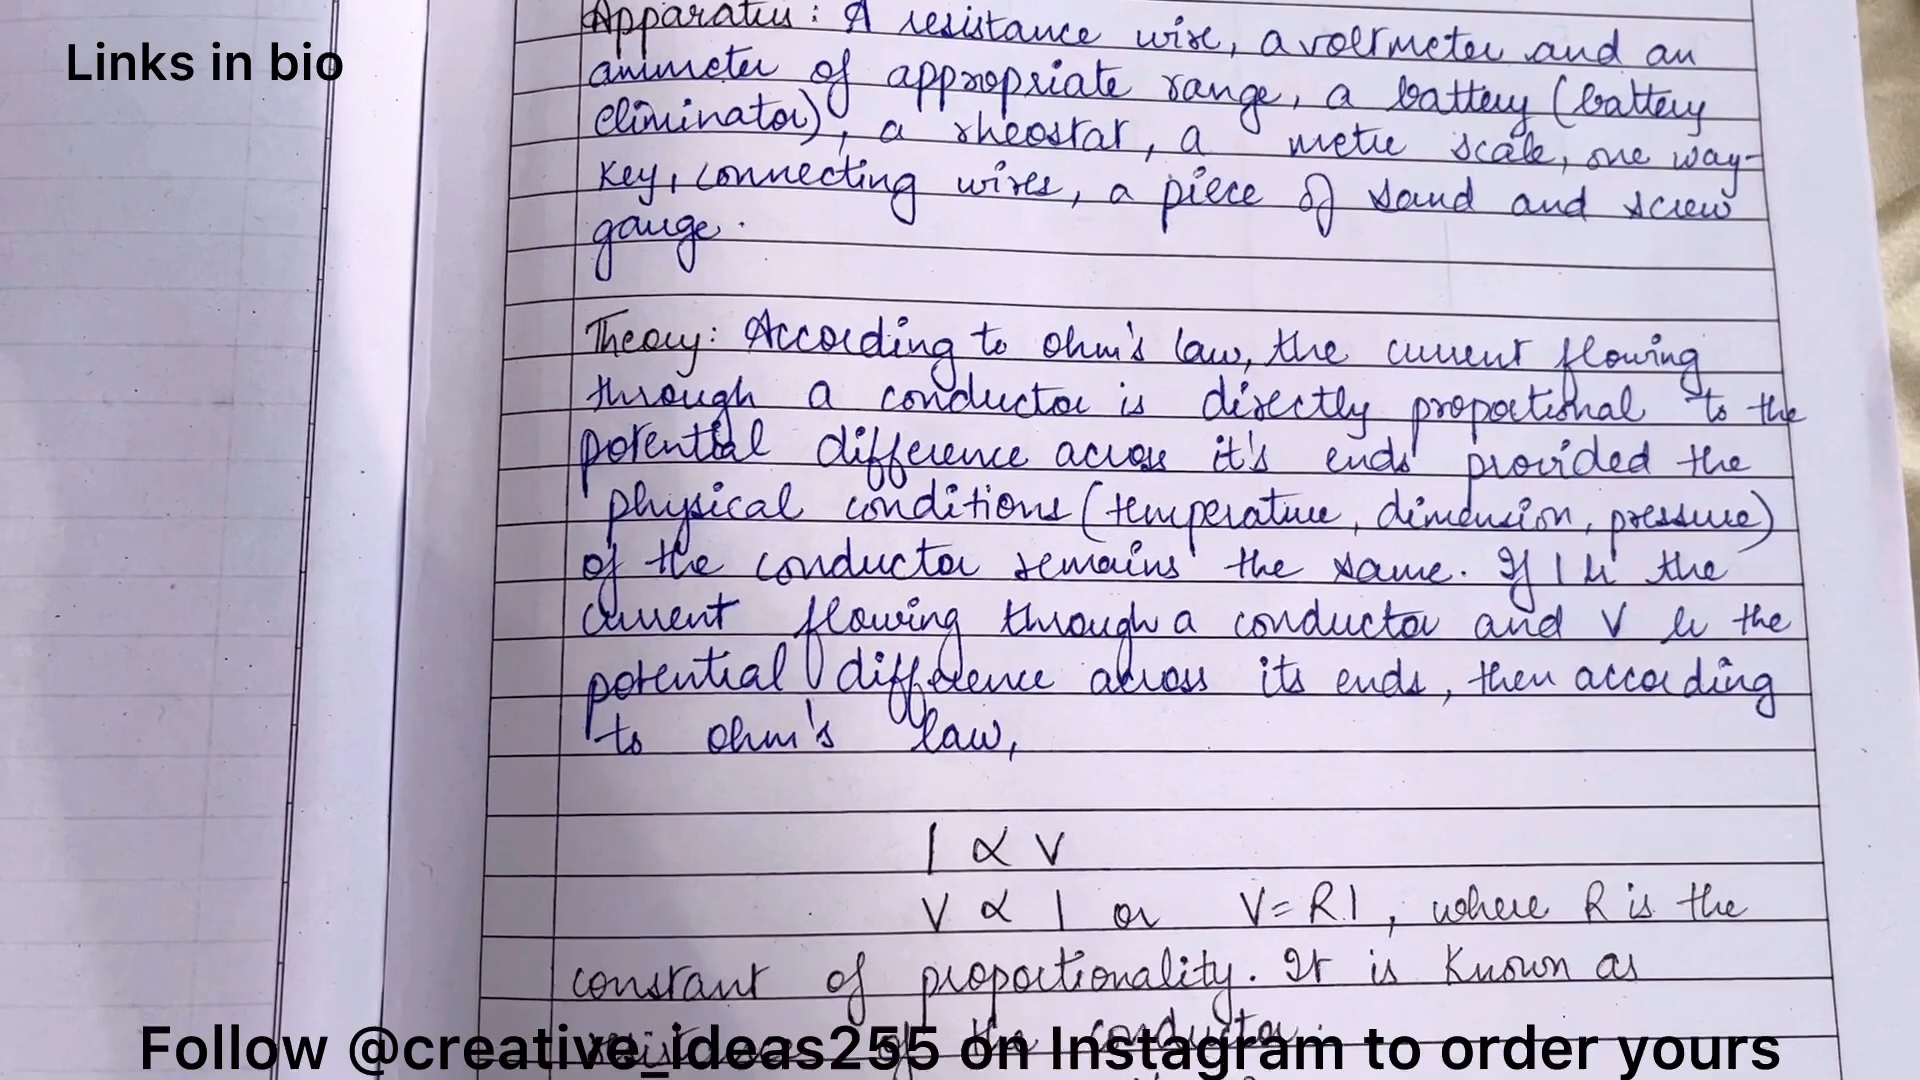 Links in bio
Apparatus: A resistance wire, a voltmeter and an
ammeter of appropriate range, a battery (battery
eliminator), a rheostat, a metre scale, one way-
key, connecting wires, a piece of sand and screw
gauge.
Theory: According to ohm's law, the current flowing
through a conductor is directly proportional to the
potential difference across it's ends provided the
physical conditions (temperature, dimension, pressure)
of the conductor remains the same. If I is the
current flowing through a conductor and V is the
potential difference across its ends, then according
to ohm's law,
I ∝ V
V ∝ I or V=RI, where R is the
constant of proportionality. It is known as
resistance of the conductor.
Follow @creative_ideas255 on Instagram to order yours